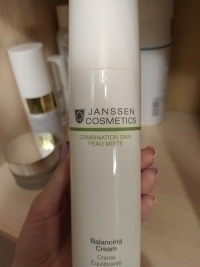 JANSSEN
COSMETICS
COMBINATION SKIN
PEAU MIXTE
Balancing
Cream
Crème
Équilibrante